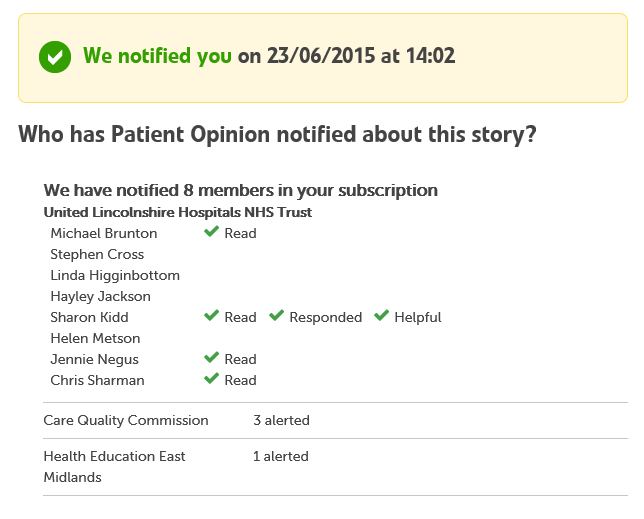 We notified you on 23/06/2015 at 14:02
Who has Patient Opinion notified about this story?
We have notified 8 members in your subscription
United Lincolnshire Hospitals NHS Trust
Michael Brunton Read
Stephen Cross
Linda Higginbottom
Hayley Jackson
Sharon Kidd Read Responded Helpful
Helen Metson
Jennie Negus Read
Chris Sharman Read
Care Quality Commission 3 alerted
Health Education East 1 alerted
Midlands